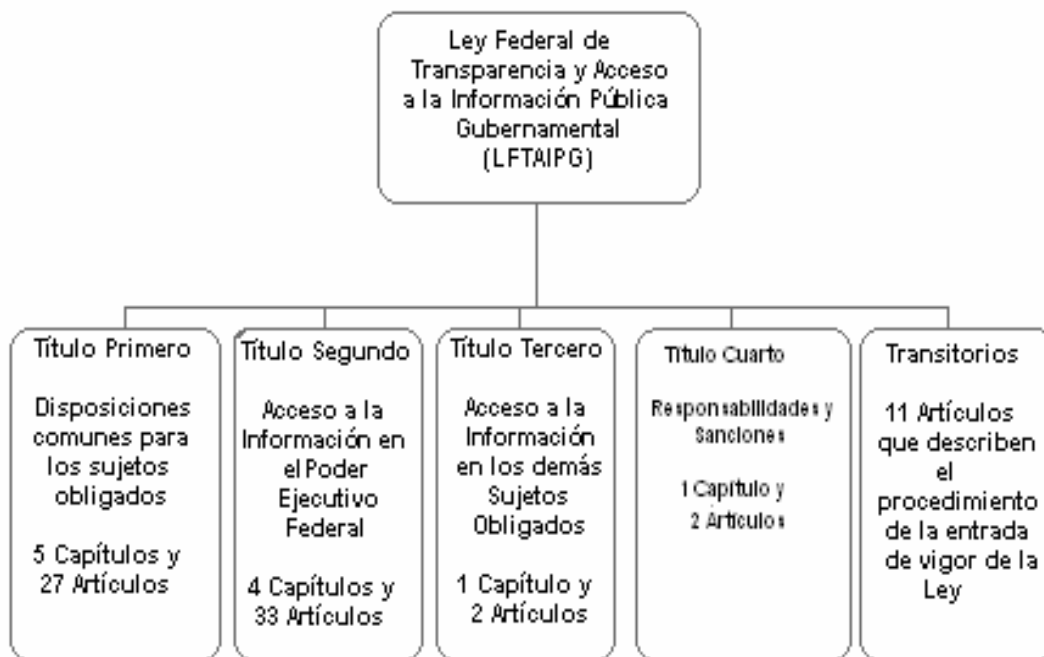 Ley Federal de
Transparencia y Acceso
a la Información Pública
Gubernamental
(LFTAIPG)
Título Primero
Disposiciones
comunes para
los sujetos
obligados
5 Capítulos y
27 Artículos
Título Segundo
Acceso a la
Información en
el Poder
Ejecutivo
Federal
4 Capítulos y
33 Artículos
Título Tercero
Acceso a la
Información
en los demás
Sujetos
Obligados
1 Capítulo y
2 Artículos
Título Cuarto
Responsabilidades y
Sanciones
1 Capítulo y
2 Artículos
Transitorios
11 Artículos
que describen
el
procedimiento
de la entrada
de vigor de la
Ley